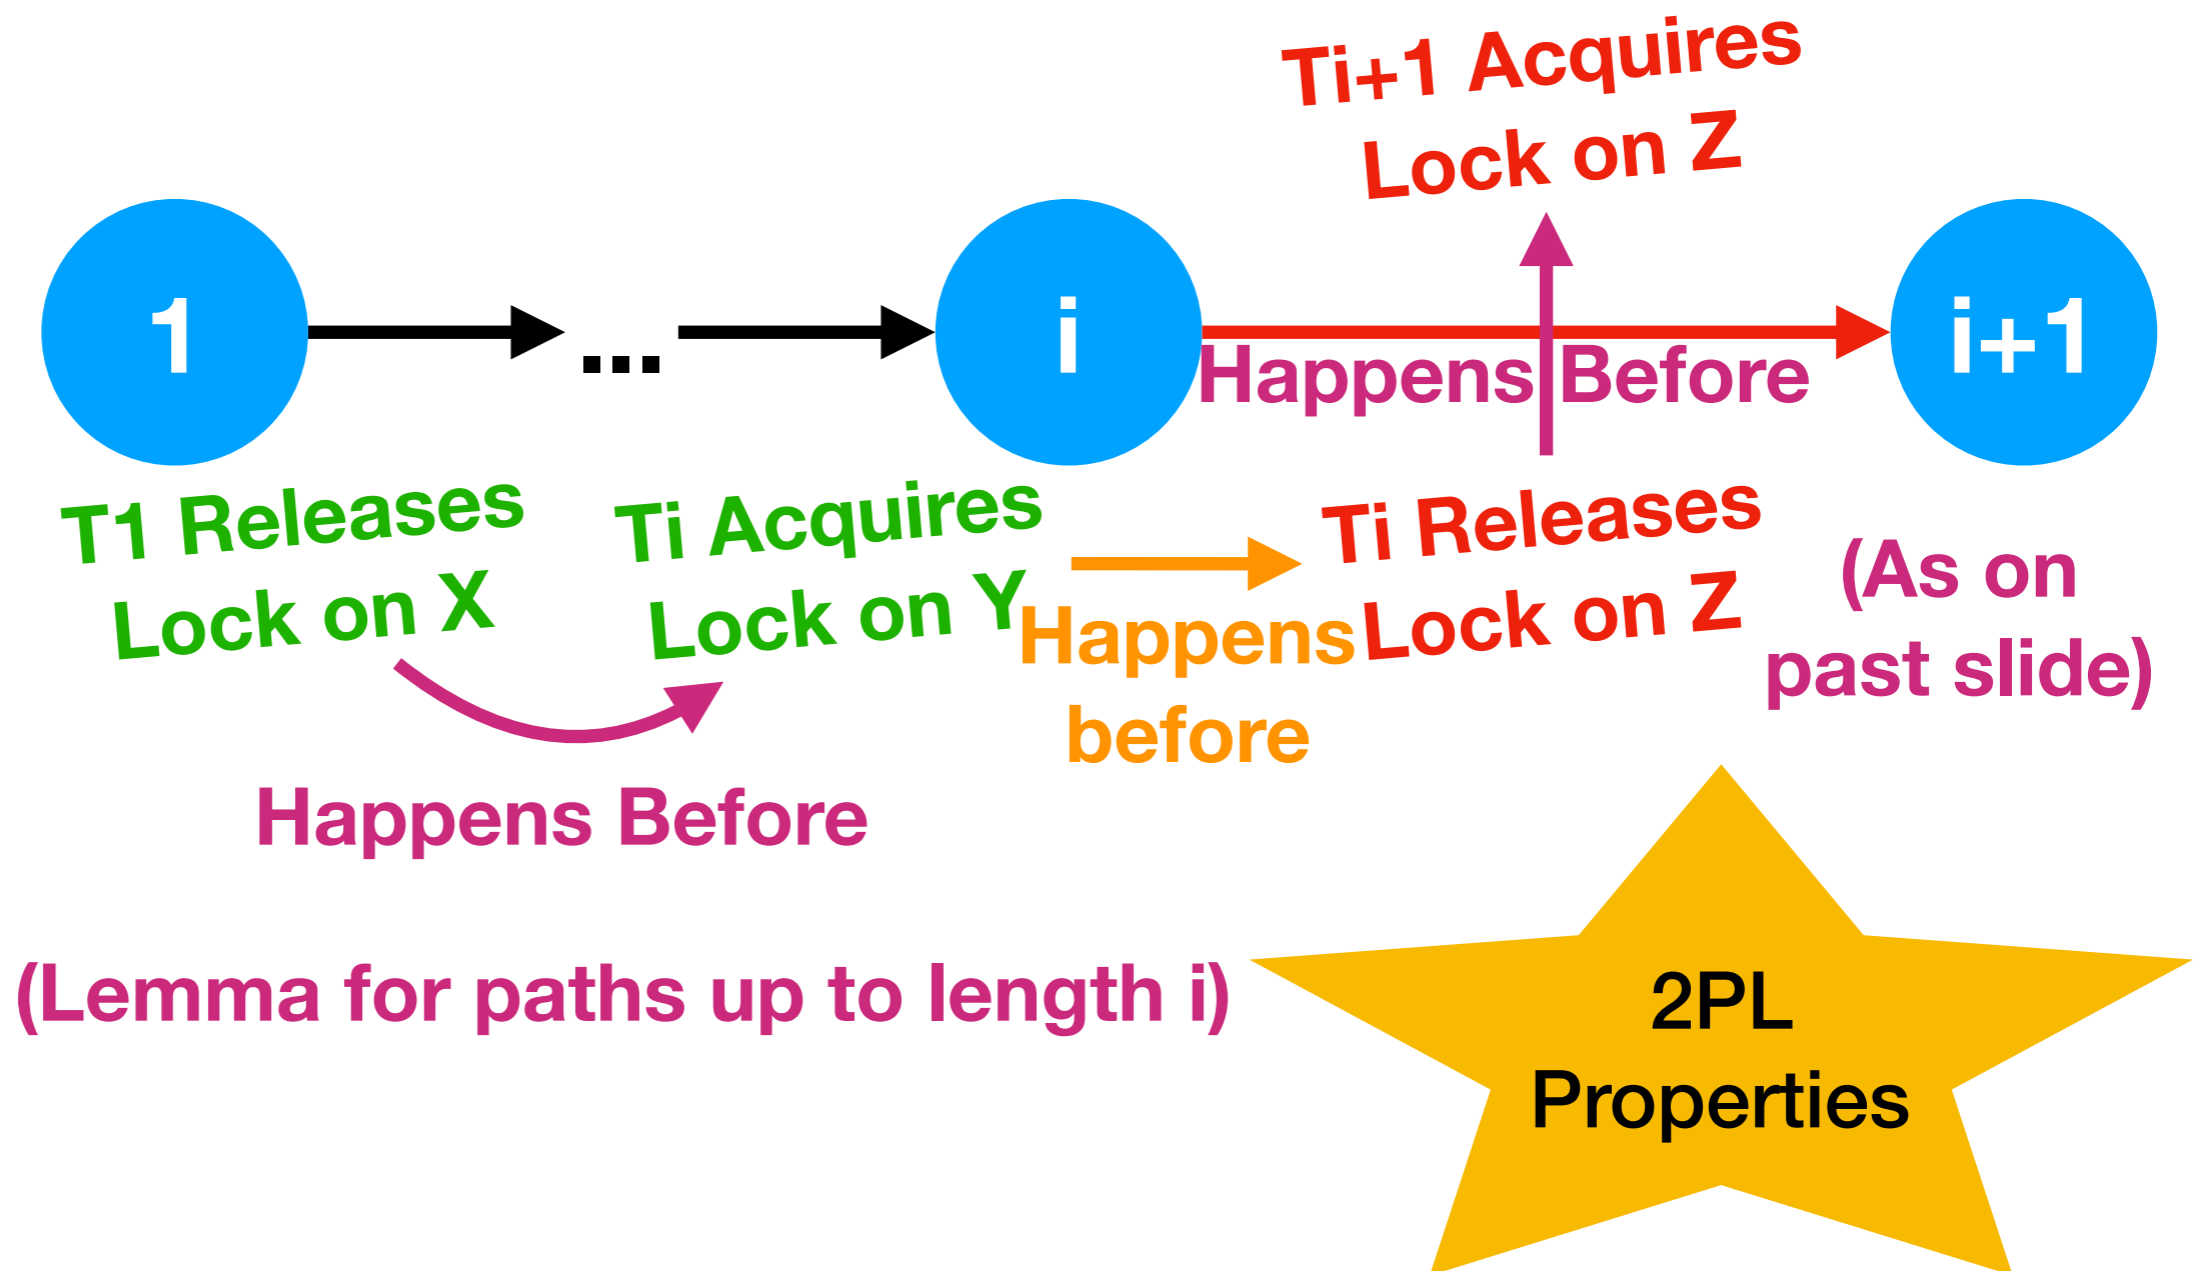 Ti+1 Acquires
Lock on Z
1
...
i
i+1
Happens Before
T1 Releases
Lock on X
Ti Acquires
Lock on Y
Happens
before
Ti Releases
Lock on Z
(As on
past slide)
Happens Before
(Lemma for paths up to length i)
2PL
Properties